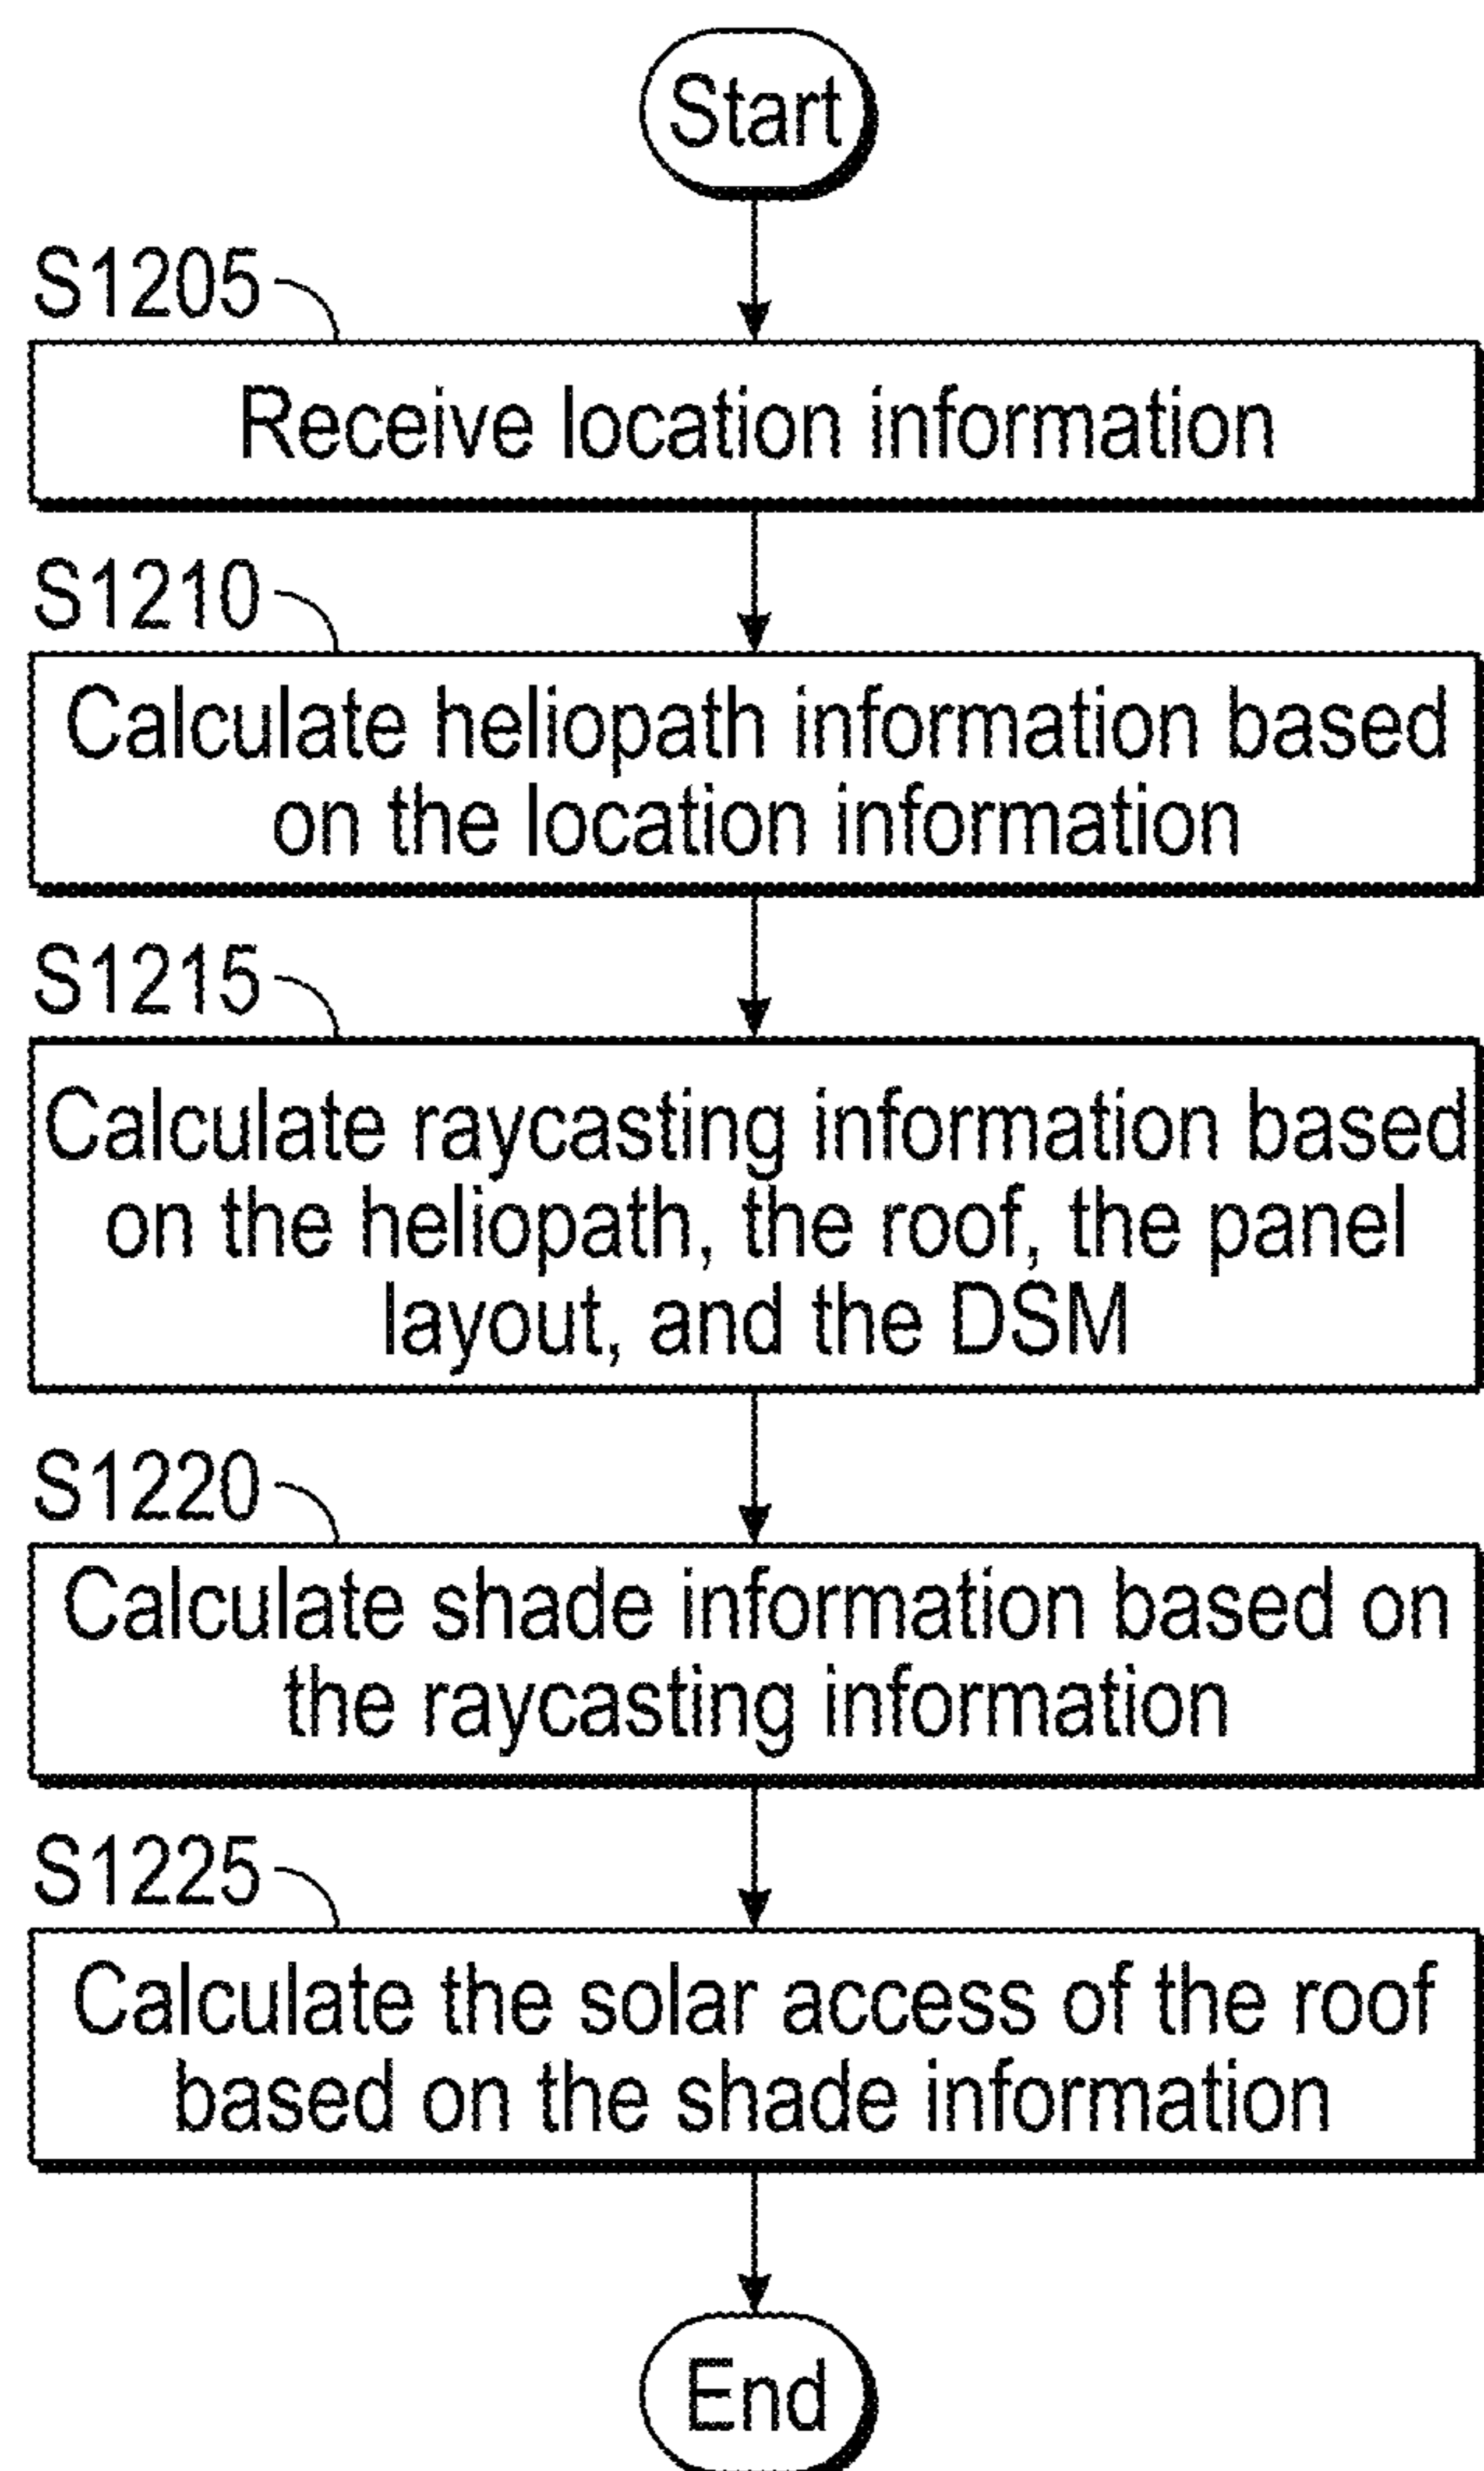 Start
S1205
Receive location information
S1210
Calculate heliopath information based
on the location information
S1215
Calculate raycasting information based
on the heliopath, the roof, the panel
layout, and the DSM
S1220
Calculate shade information based on
the raycasting information
S1225
Calculate the solar access of the roof
based on the shade information
End